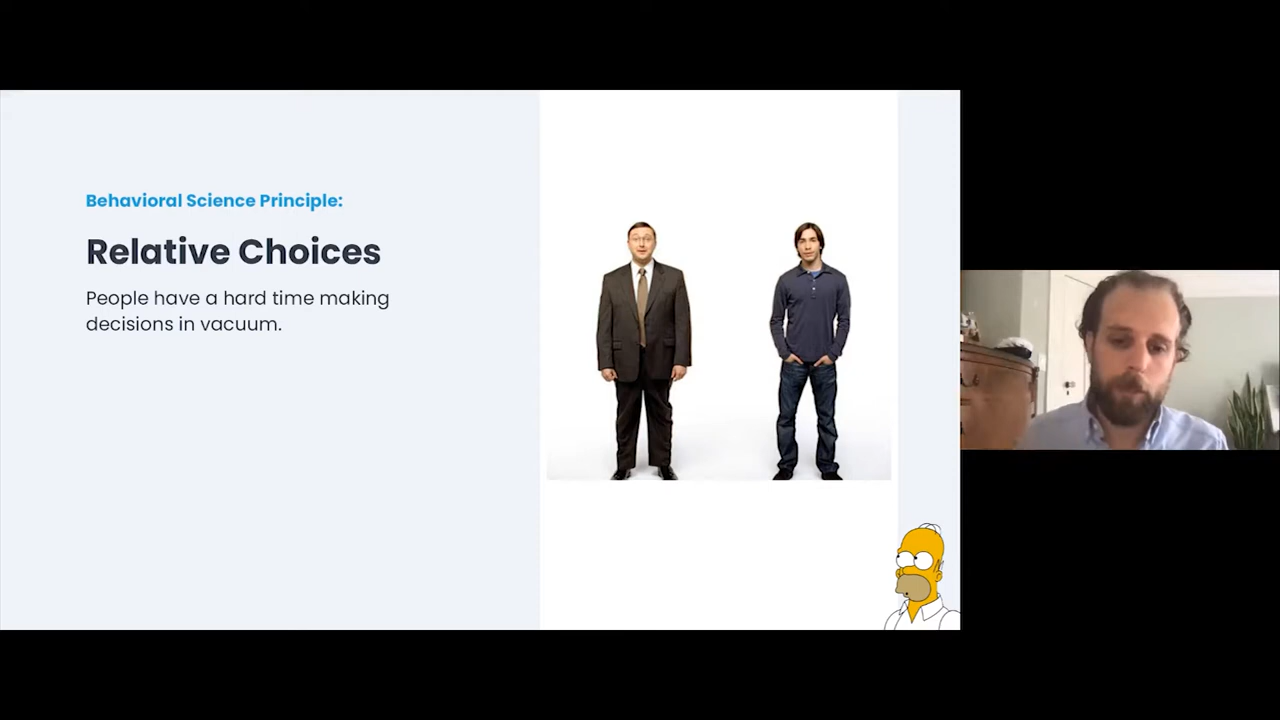 Behavioral Science Principle:
Relative Choices
People have a hard time making
decisions in vacuum.